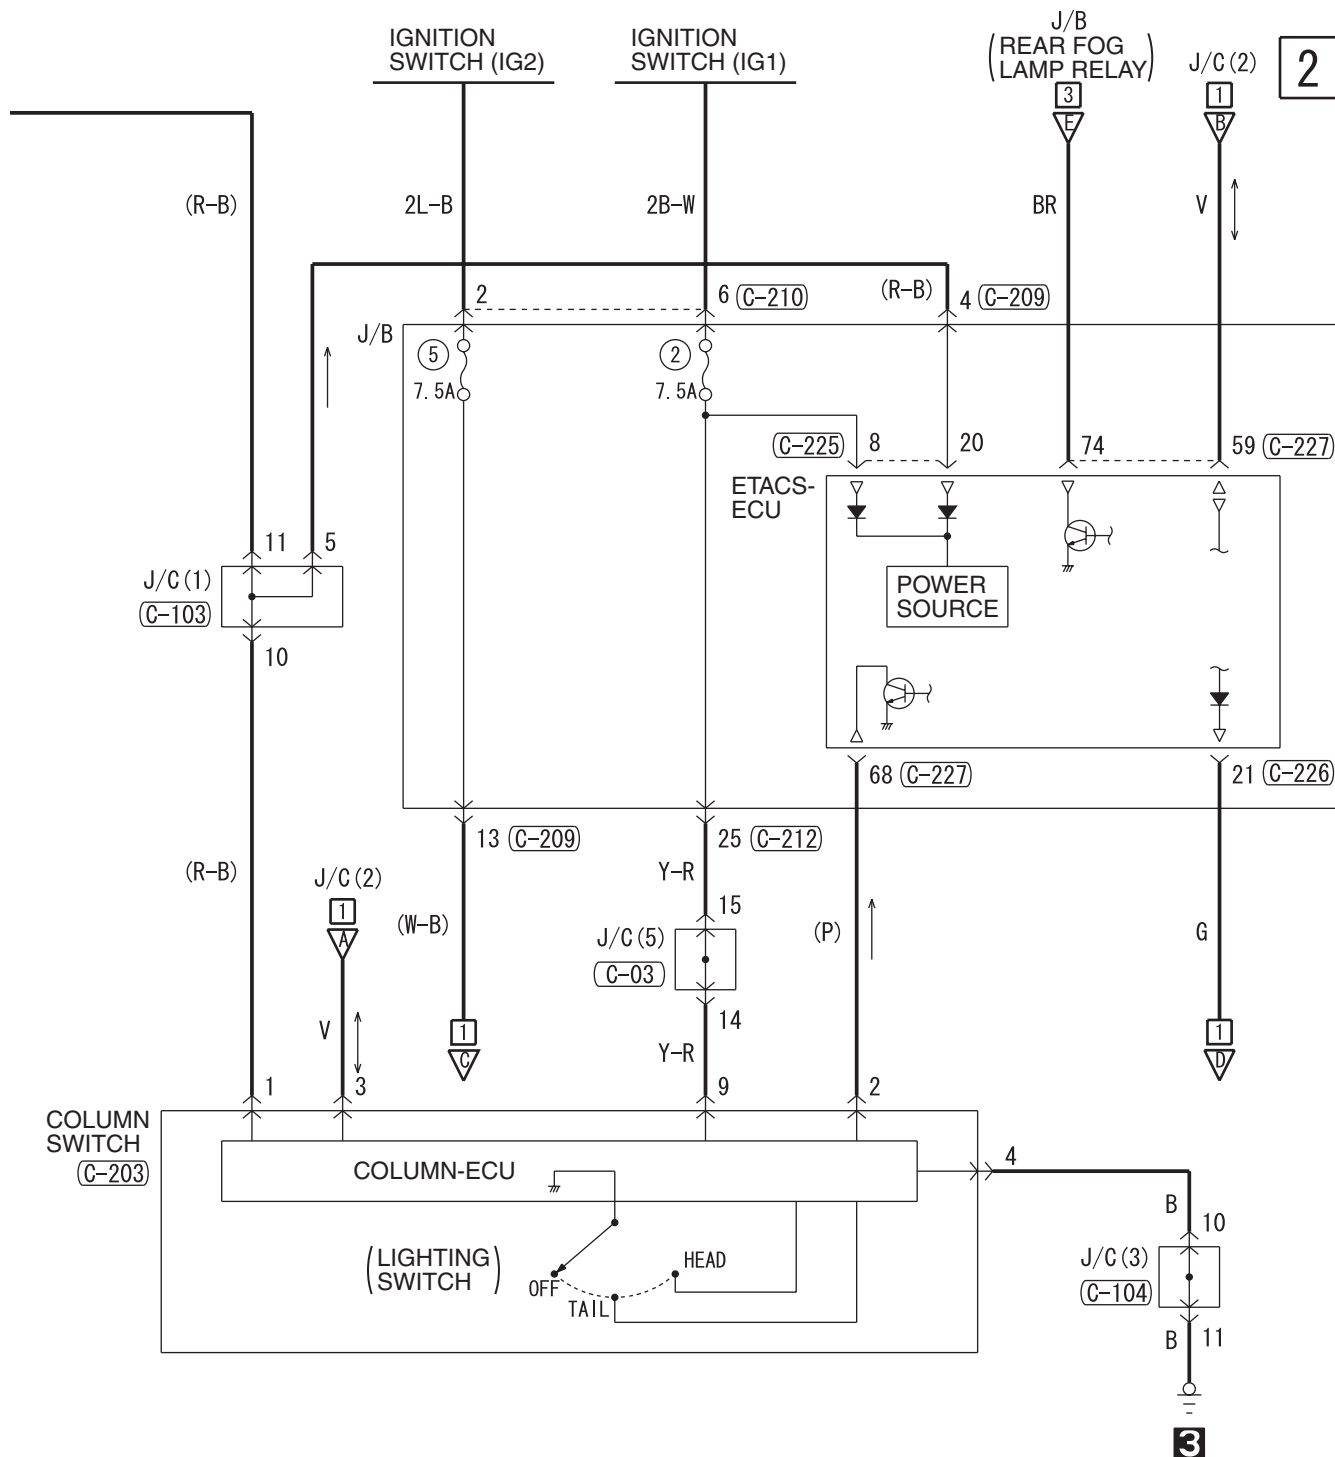 IGNITION
SWITCH (IG2)
IGNITION
SWITCH (IG1)
J/B
(REAR FOG
LAMP RELAY)
J/C(2)
2
3
1
E
B
(R-B)
2L-B
2B-W
BR
V
2
6 (C-210)
(R-B)
4 (C-209)
J/B
5
2
7.5A
7.5A
(C-225)
8
20
74
59 (C-227)
ETACS-
ECU
11
5
J/C(1)
(C-103)
POWER
SOURCE
10
68 (C-227)
21 (C-226)
13 (C-209)
25 (C-212)
(R-B)
J/C(2)
Y-R
1
A
(W-B)
15
J/C(5)
(C-03)
(P)
G
14
V
1
C
Y-R
1
D
1
3
9
2
COLUMN
SWITCH
(C-203)
COLUMN-ECU
4
B
10
(LIGHTING
SWITCH)
HEAD
OFF
TAIL
J/C(3)
(C-104)
B
11
3